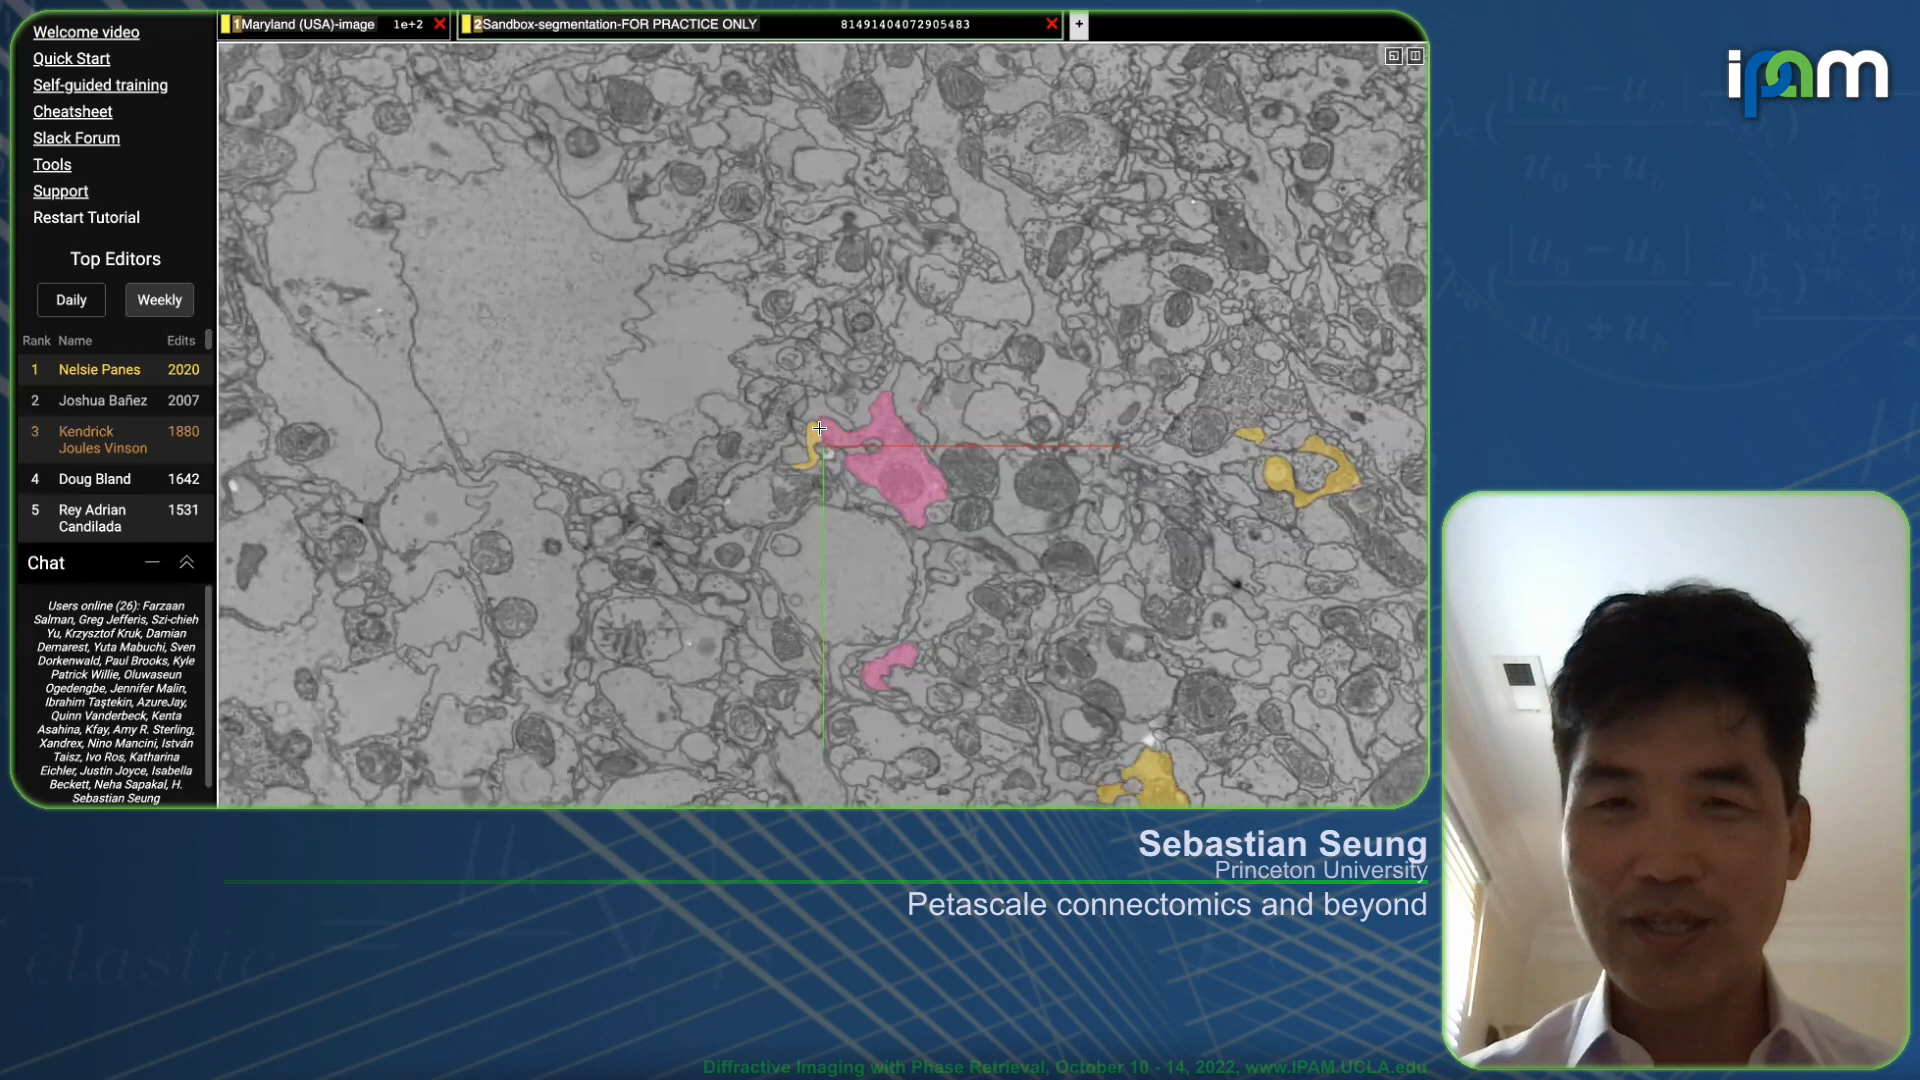 Welcome video
Quick Start
Self-guided training
Cheatsheet
Slack Forum
Tools
Support
Restart Tutorial
Top Editors
Daily Weekly
Rank Name Edits
1 Nelsie Panes 2020
2 Joshua Bañez 2007
3 Kendrick Joules Vinson 1880
4 Doug Bland 1642
5 Rey Adrian Candilada 1531
Chat
Users online (26): Farzaan
Salman, Greg Jefferis, Szi-chieh
Yu, Krzysztof Kruk, Damian
Demarest, Yuta Mabuchi, Sven
Dorkenwald, Paul Brooks, Kyle
Patrick Willie, Oluwaseun
Ogedengbe, Jennifer Malin,
Ibrahim Taştekin, AzureJay,
Quinn Vanderbeck, Kenta
Asahina, Kfay, Amy R. Sterling,
Xandrex, Nino Mancini, István
Taisz, Ivo Ros, Katharina
Eichler, Justin Joyce, Isabella
Beckett, Neha Sapakal, H.
Sebastian Seung
1 Maryland (USA)-image 1e+2
2 Sandbox-segmentation-FOR PRACTICE ONLY 81491404072905483
+
ipam
Sebastian Seung
Princeton University
Petascale connectomics and beyond
elastic
Diffractive Imaging with Phase Retrieval, October 10 - 14, 2022, www.IPAM.UCLA.edu